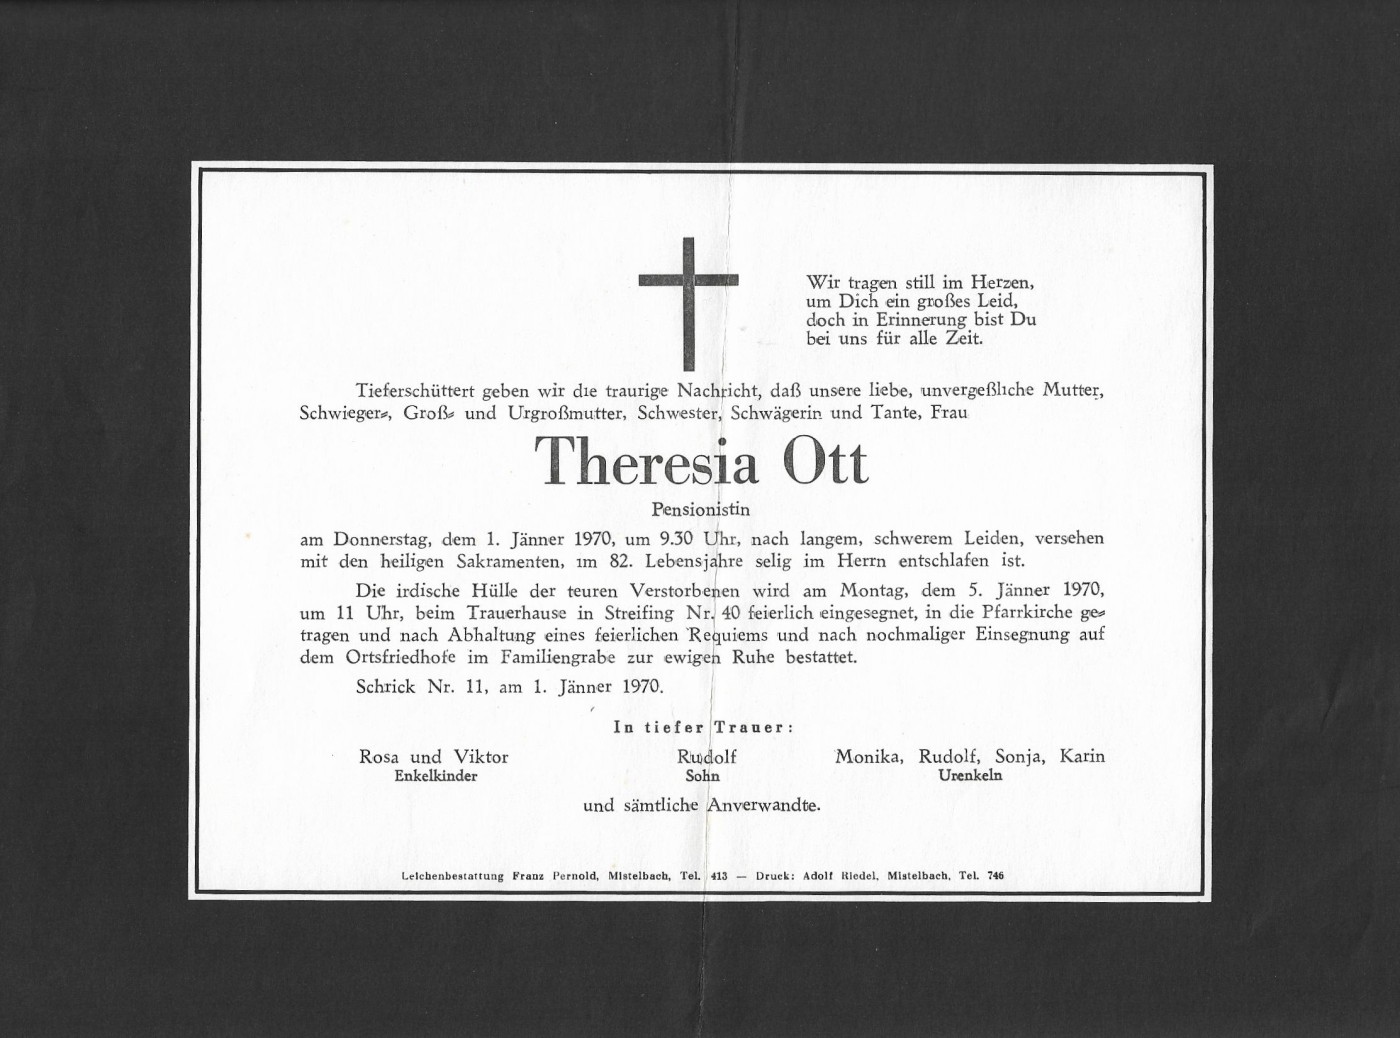 Wir tragen still im Herzen,
um Dich ein großes Leid,
doch in Erinnerung bist Du
bei uns für alle Zeit.
Tieferschüttert geben wir die traurige Nachricht, daß unsere liebe, unvergeßliche Mutter,
Schwieger-, Groß- und Urgroßmutter, Schwester, Schwägerin und Tante, Frau
Theresia Ott
Pensionistin
am Donnerstag, dem 1. Jänner 1970, um 9.30 Uhr, nach langem, schwerem Leiden, versehen
mit den heiligen Sakramenten, im 82. Lebensjahre selig im Herrn entschlafen ist.
Die irdische Hülle der teuren Verstorbenen wird am Montag, dem 5. Jänner 1970,
um 11 Uhr, beim Trauerhause in Streifing Nr. 40 feierlich eingesegnet, in die Pfarrkirche ge-
tragen und nach Abhaltung eines feierlichen Requiems und nach nochmaliger Einsegnung auf
dem Ortsfriedhofe im Familiengrabe zur ewigen Ruhe bestattet.
Schrick Nr. 11, am 1. Jänner 1970.
In tiefer Trauer:
Rosa und Viktor
Enkelkinder
Rudolf
Sohn
Monika, Rudolf, Sonja, Karin
Urenkeln
und sämtliche Anverwandte.
Leichenbestattung Franz Pernold, Mistelbach, Tel. 413 — Druck: Adolf Riedel, Mistelbach, Tel. 746